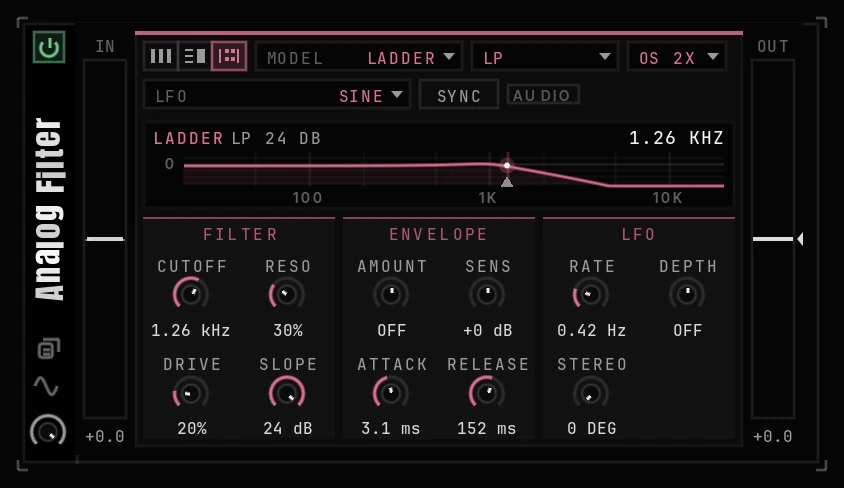 IN
OUT
MODEL LADDER LP OS 2X
LFO SINE SYNC AUDIO
LADDER LP 24 DB 1.26 KHZ
0
100 1K 10K
Analog Filter
FILTER ENVELOPE LFO
CUTOFF RESO AMOUNT SENS RATE DEPTH
1.26 kHz 30% OFF +0 dB 0.42 Hz OFF
DRIVE SLOPE ATTACK RELEASE STEREO
20% 24 dB 3.1 ms 152 ms 0 DEG
+0.0 +0.0